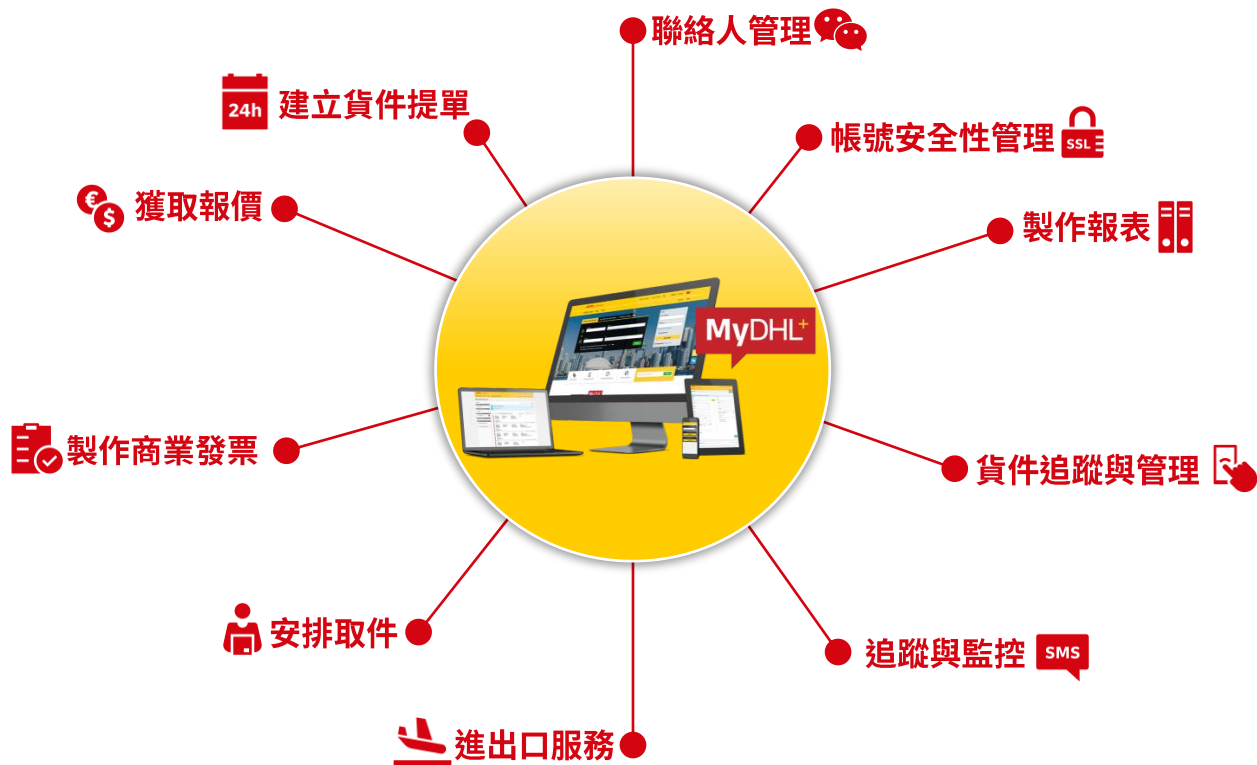 聯絡人管理
24h 建立貨件提單
帳號安全性管理 SSL
€ $ 獲取報價
製作報表
MyDHL+
製作商業發票
貨件追蹤與管理
安排取件
追蹤與監控 SMS
進出口服務